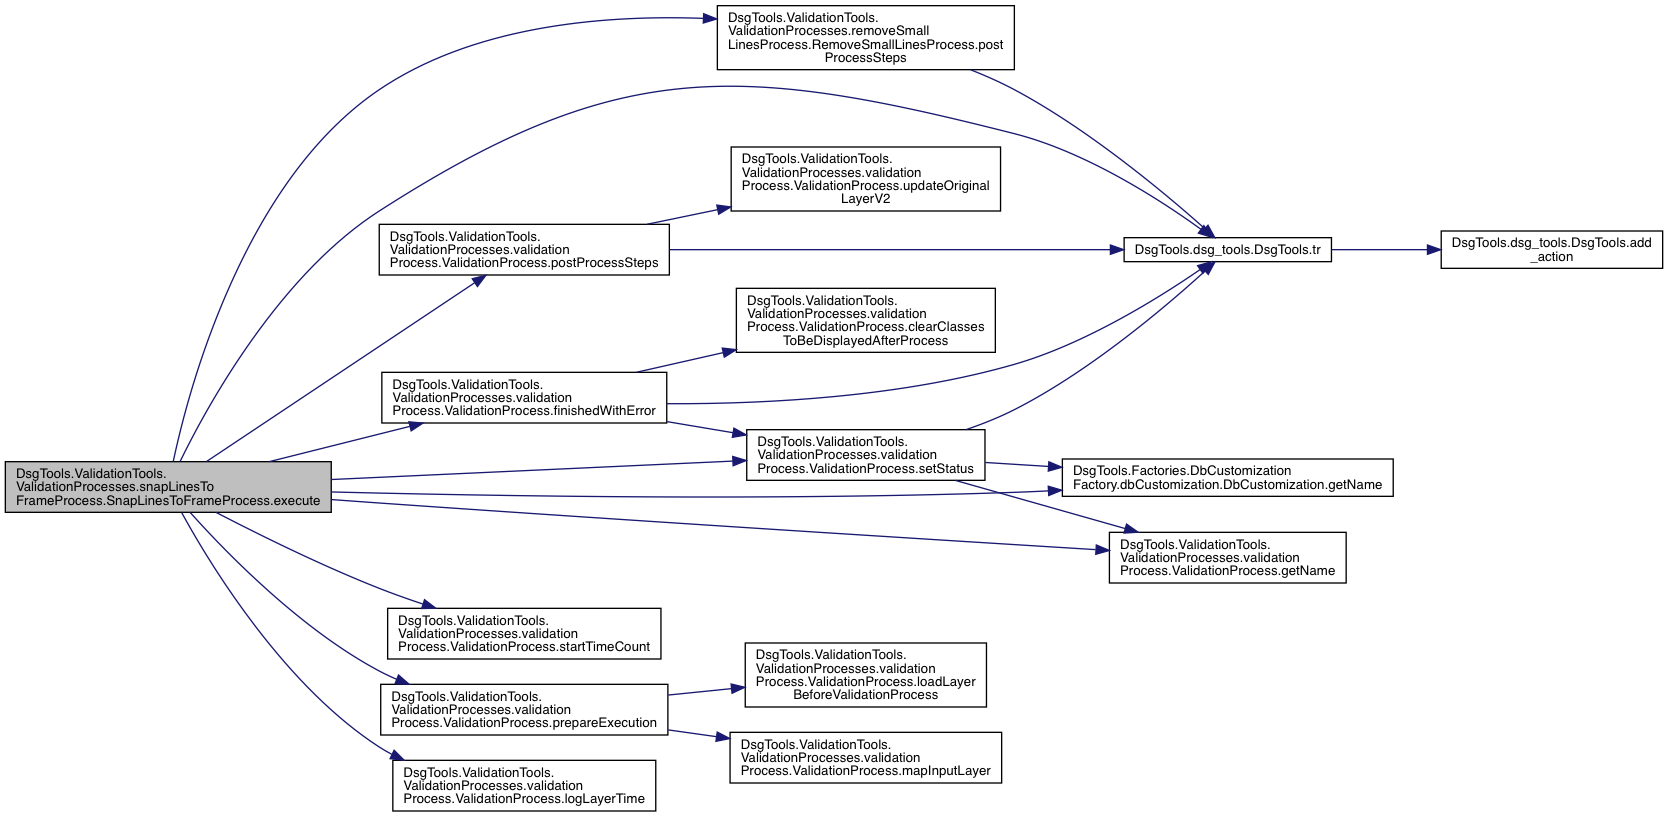 DsgTools.ValidationTools.
ValidationProcesses.removeSmall
LinesProcess.RemoveSmallLinesProcess.post
ProcessSteps
DsgTools.ValidationTools.
ValidationProcesses.validation
Process.ValidationProcess.updateOriginal
LayerV2
DsgTools.ValidationTools.
ValidationProcesses.validation
Process.ValidationProcess.postProcessSteps
DsgTools.dsg_tools.DsgTools.tr
DsgTools.dsg_tools.DsgTools.add
_action
DsgTools.ValidationTools.
ValidationProcesses.validation
Process.ValidationProcess.clearClasses
ToBeDisplayedAfterProcess
DsgTools.ValidationTools.
ValidationProcesses.validation
Process.ValidationProcess.finishedWithError
DsgTools.ValidationTools.
ValidationProcesses.validation
Process.ValidationProcess.setStatus
DsgTools.Factories.DbCustomization
Factory.dbCustomization.DbCustomization.getName
DsgTools.ValidationTools.
ValidationProcesses.snapLinesTo
FrameProcess.SnapLinesToFrameProcess.execute
DsgTools.ValidationTools.
ValidationProcesses.validation
Process.ValidationProcess.getName
DsgTools.ValidationTools.
ValidationProcesses.validation
Process.ValidationProcess.startTimeCount
DsgTools.ValidationTools.
ValidationProcesses.validation
Process.ValidationProcess.loadLayer
BeforeValidationProcess
DsgTools.ValidationTools.
ValidationProcesses.validation
Process.ValidationProcess.prepareExecution
DsgTools.ValidationTools.
ValidationProcesses.validation
Process.ValidationProcess.mapInputLayer
DsgTools.ValidationTools.
ValidationProcesses.validation
Process.ValidationProcess.logLayerTime